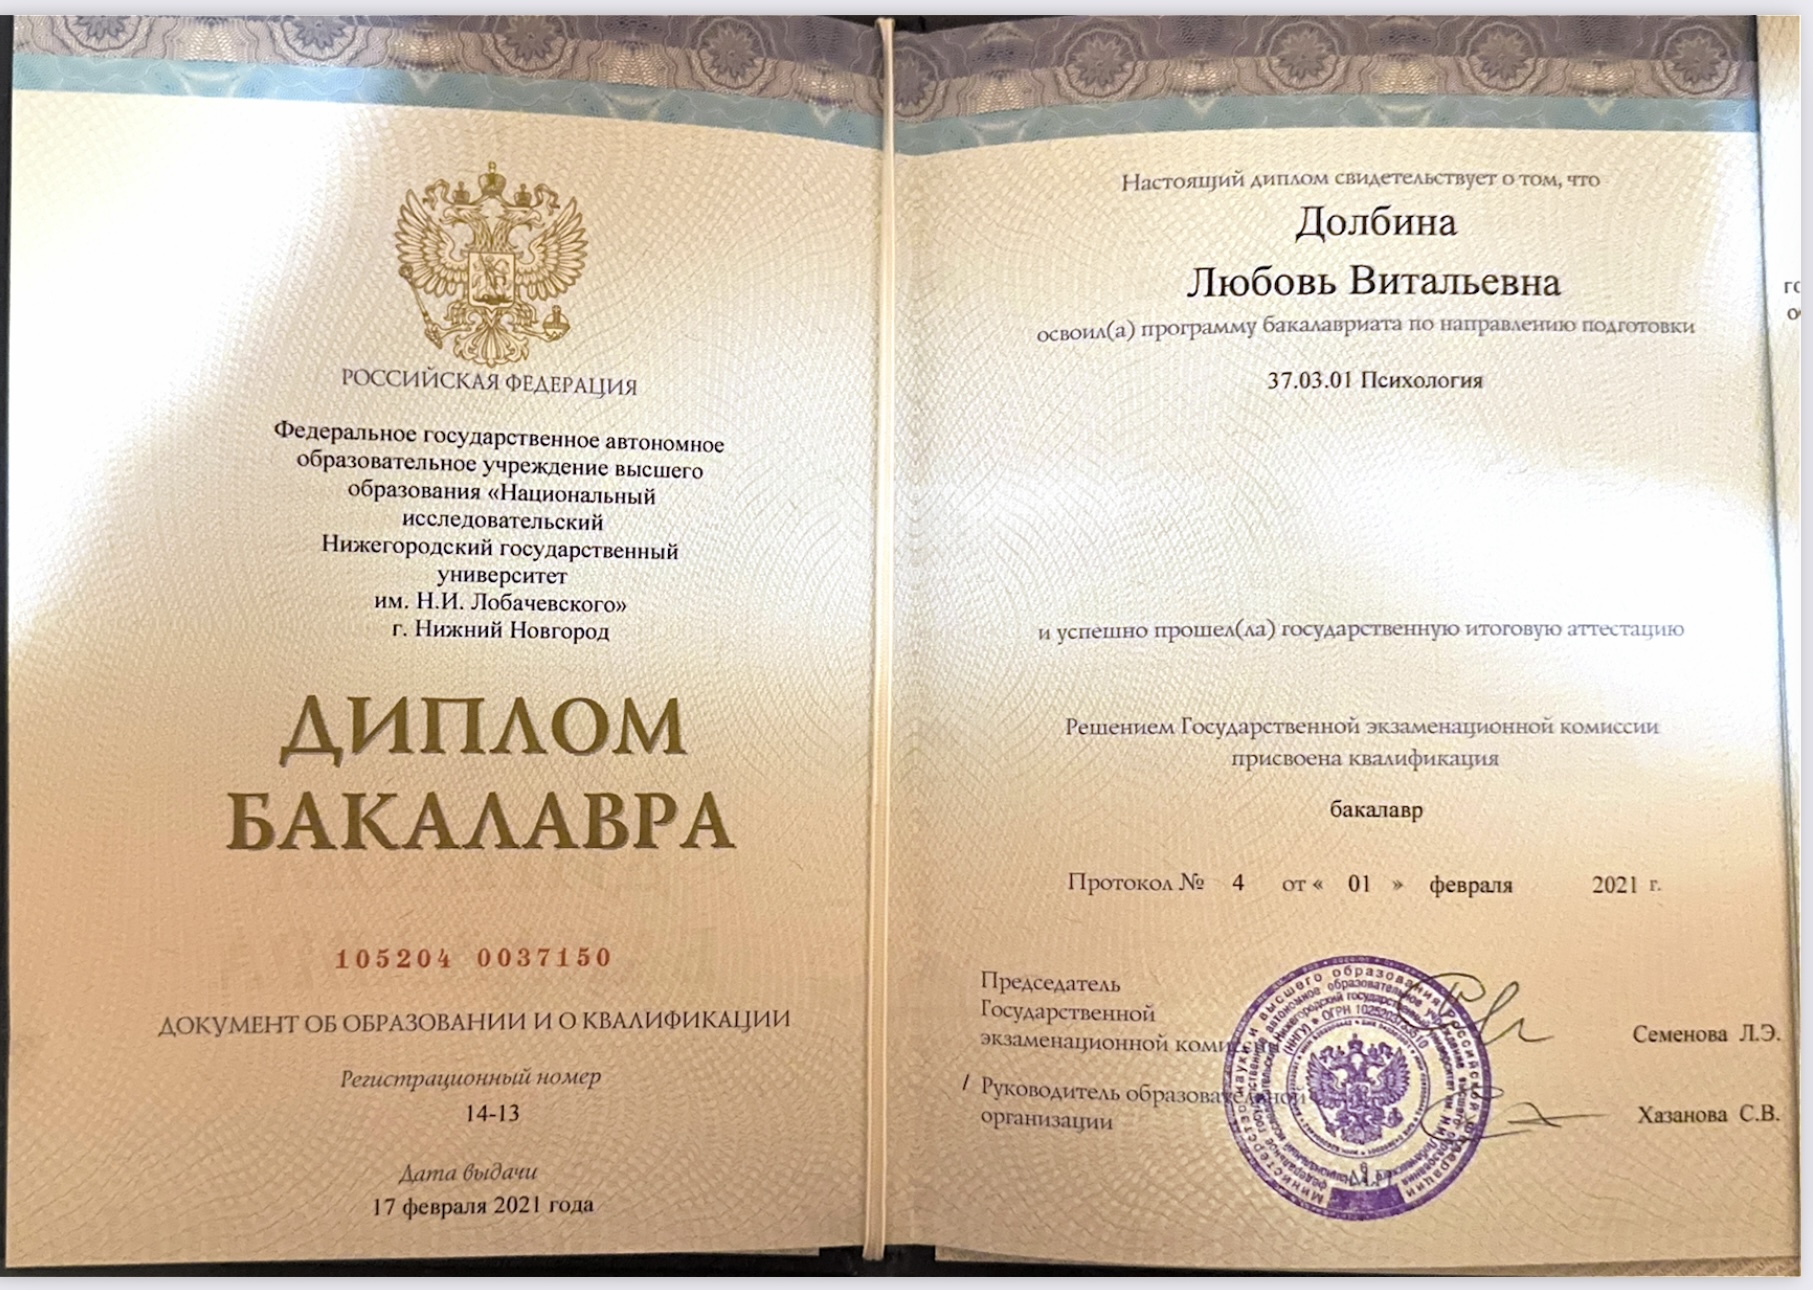 РОССИЙСКАЯ ФЕДЕРАЦИЯ
Федеральное государственное автономное
образовательное учреждение высшего
образования «Национальный
исследовательский
Нижегородский государственный
университет
им. Н.И. Лобачевского»
г. Нижний Новгород
ДИПЛОМ
БАКАЛАВРА
105204 0037150
ДОКУМЕНТ ОБ ОБРАЗОВАНИИ И О КВАЛИФИКАЦИИ
Регистрационный номер
14-13
Дата выдачи
17 февраля 2021 года
Настоящий диплом свидетельствует о том, что
Долбина
Любовь Витальевна
освоил(а) программу бакалавриата по направлению подготовки
37.03.01 Психология
и успешно прошел(ла) государственную итоговую аттестацию
Решением Государственной экзаменационной комиссии
присвоена квалификация
бакалавр
Протокол № 4 от « 01 » февраля 2021 г.
Председатель
Государственной
экзаменационной комиссии
Семенова Л.Э.
/ Руководитель образовательной
организации
Хазанова С.В.